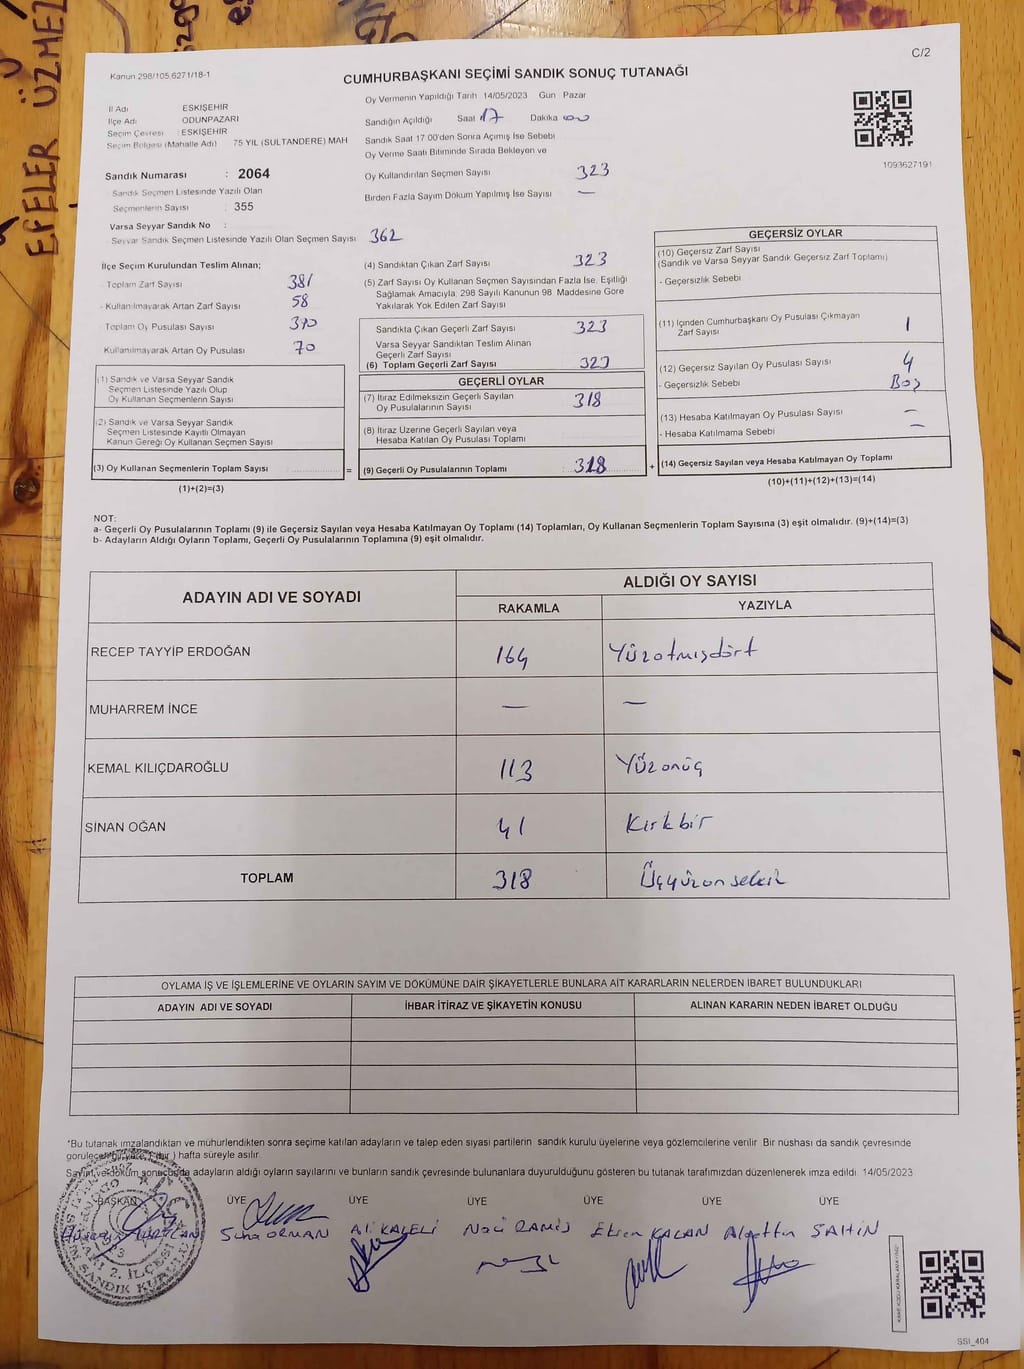 EFELER ÜZMEZ
C/2
Kanun 298/105 6271/18-1
CUMHURBAŞKANI SEÇİMİ SANDIK SONUÇ TUTANAĞI
İl Adı ESKİŞEHİR
İlçe Adı ODUNPAZARI
Seçim Çevresi : ESKİŞEHİR
Seçim Bölgesi (Mahalle Adı) 75 YIL (SULTANDERE) MAH
Oy Vermenin Yapıldığı Tarih 14/05/2023 Gün Pazar
Sandığın Açıldığı Saat 17 Dakika 00
Sandık Saat 17.00'den Sonra Açılmış İse Sebebi
Oy Verme Saati Bitiminde Sırada Bekleyen ve
Oy Kullandırılan Seçmen Sayısı 323
Birden Fazla Sayım Döküm Yapılmış İse Sayısı —
1093627191
Sandık Numarası : 2064
Sandık Seçmen Listesinde Yazılı Olan
Seçmenlerin Sayısı : 355
Varsa Seyyar Sandık No :
Seyyar Sandık Seçmen Listesinde Yazılı Olan Seçmen Sayısı 362
İlçe Seçim Kurulundan Teslim Alınan;
Toplam Zarf Sayısı 381
Kullanılmayarak Artan Zarf Sayısı 58
Toplam Oy Pusulası Sayısı 370
Kullanılmayarak Artan Oy Pusulası 70
(1) Sandık ve Varsa Seyyar Sandık
Seçmen Listesinde Yazılı Olup
Oy Kullanan Seçmenlerin Sayısı
(2) Sandık ve Varsa Seyyar Sandık
Seçmen Listesinde Kayıtlı Olmayan
Kanun Gereği Oy Kullanan Seçmen Sayısı
(3) Oy Kullanan Seçmenlerin Toplam Sayısı
(1)+(2)=(3)
=
(4) Sandıktan Çıkan Zarf Sayısı 323
(5) Zarf Sayısı Oy Kullanan Seçmen Sayısından Fazla İse, Eşitliği
Sağlamak Amacıyla, 298 Sayılı Kanunun 98. Maddesine Göre
Yakılarak Yok Edilen Zarf Sayısı
Sandıkta Çıkan Geçerli Zarf Sayısı 323
Varsa Seyyar Sandıktan Teslim Alınan
Geçerli Zarf Sayısı
(6) Toplam Geçerli Zarf Sayısı 323
GEÇERLİ OYLAR
(7) İtiraz Edilmeksizin Geçerli Sayılan
Oy Pusulalarının Sayısı 318
(8) İtiraz Üzerine Geçerli Sayılan veya
Hesaba Katılan Oy Pusulası Toplamı
(9) Geçerli Oy Pusulalarının Toplamı : 318
+
GEÇERSİZ OYLAR
(10) Geçersiz Zarf Sayısı
(Sandık ve Varsa Seyyar Sandık Geçersiz Zarf Toplamı)
- Geçersizlik Sebebi
(11) İçinden Cumhurbaşkanı Oy Pusulası Çıkmayan
Zarf Sayısı 1
(12) Geçersiz Sayılan Oy Pusulası Sayısı 4
- Geçersizlik Sebebi Boş
(13) Hesaba Katılmayan Oy Pusulası Sayısı —
- Hesaba Katılmama Sebebi —
(14) Geçersiz Sayılan veya Hesaba Katılmayan Oy Toplamı
(10)+(11)+(12)+(13)=(14)
NOT:
a- Geçerli Oy Pusulalarının Toplamı (9) ile Geçersiz Sayılan veya Hesaba Katılmayan Oy Toplamı (14) Toplamları, Oy Kullanan Seçmenlerin Toplam Sayısına (3) eşit olmalıdır. (9)+(14)=(3)
b- Adayların Aldığı Oyların Toplamı, Geçerli Oy Pusulalarının Toplamına (9) eşit olmalıdır.
ADAYIN ADI VE SOYADI ALDIĞI OY SAYISI
RAKAMLA YAZIYLA
RECEP TAYYİP ERDOĞAN 164 Yüzatmışdört
MUHARREM İNCE — —
KEMAL KILIÇDAROĞLU 113 Yüzonüç
SİNAN OĞAN 41 Kırkbir
TOPLAM 318 Üçyüzonsekiz
OYLAMA İŞ VE İŞLEMLERİNE VE OYLARIN SAYIM VE DÖKÜMÜNE DAİR ŞİKAYETLERLE BUNLARA AİT KARARLARIN NELERDEN İBARET BULUNDUKLARI
ADAYIN ADI VE SOYADI İHBAR İTİRAZ VE ŞİKAYETİN KONUSU ALINAN KARARIN NEDEN İBARET OLDUĞU
*Bu tutanak imzalandıktan ve mühürlendikten sonra seçime katılan adayların ve talep eden siyasi partilerin sandık kurulu üyelerine veya gözlemcilerine verilir. Bir nüshası da sandık çevresinde
görülecek bir yere, 1 (bir) hafta süreyle asılır.
Sayım ve döküm sonucunda adayların aldığı oyların sayılarını ve bunların sandık çevresinde bulunanlara duyurulduğunu gösteren bu tutanak tarafımızdan düzenlenerek imza edildi. 14/05/2023
BAŞKAN ÜYE ÜYE ÜYE ÜYE ÜYE ÜYE
Suha ORMAN Ali KALELİ Naci Ekren KALAN ŞAHİN
2. İLÇE
SANDIK KURULU
SSİ_404